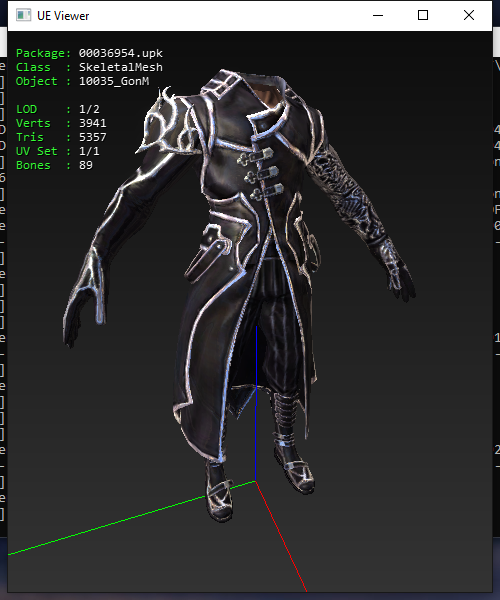 UE Viewer
Package: 00036954.upk
Class  : SkeletalMesh
Object : 10035_GonM
LOD    : 1/2
Verts  : 3941
Tris   : 5357
UV Set : 1/1
Bones  : 89